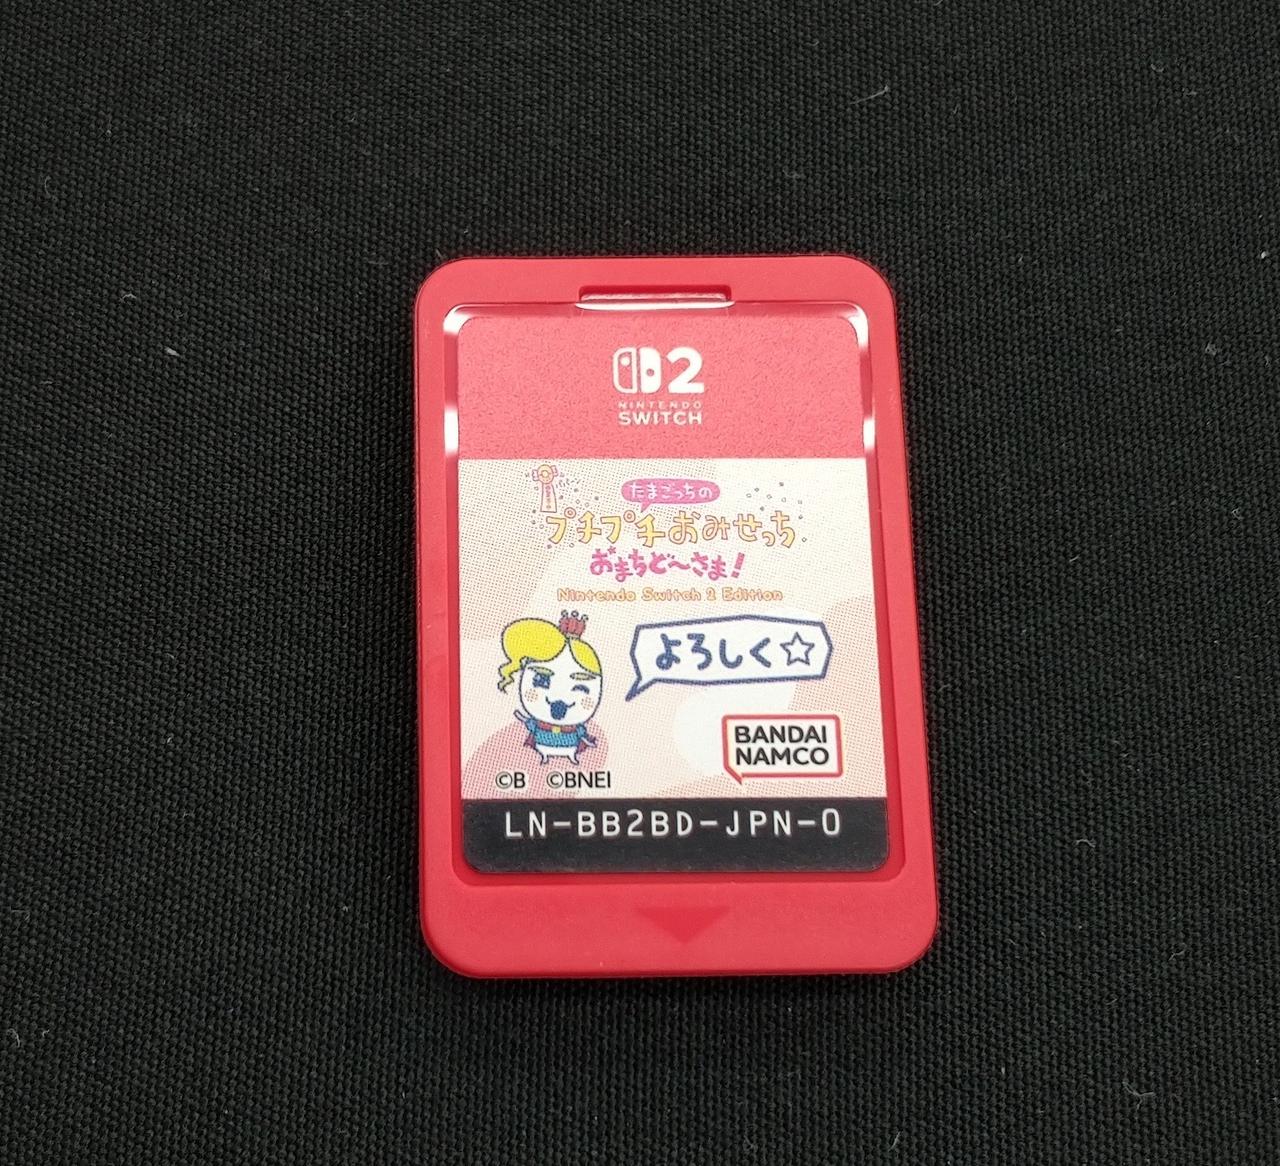 2
NINTENDO
SWITCH
たまごっちの
プチプチおみせっち
おまちど〜さま!
Nintendo Switch 2 Edition
よろしく☆
BANDAI
NAMCO
©B ©BNEI
LN-BB2BD-JPN-0